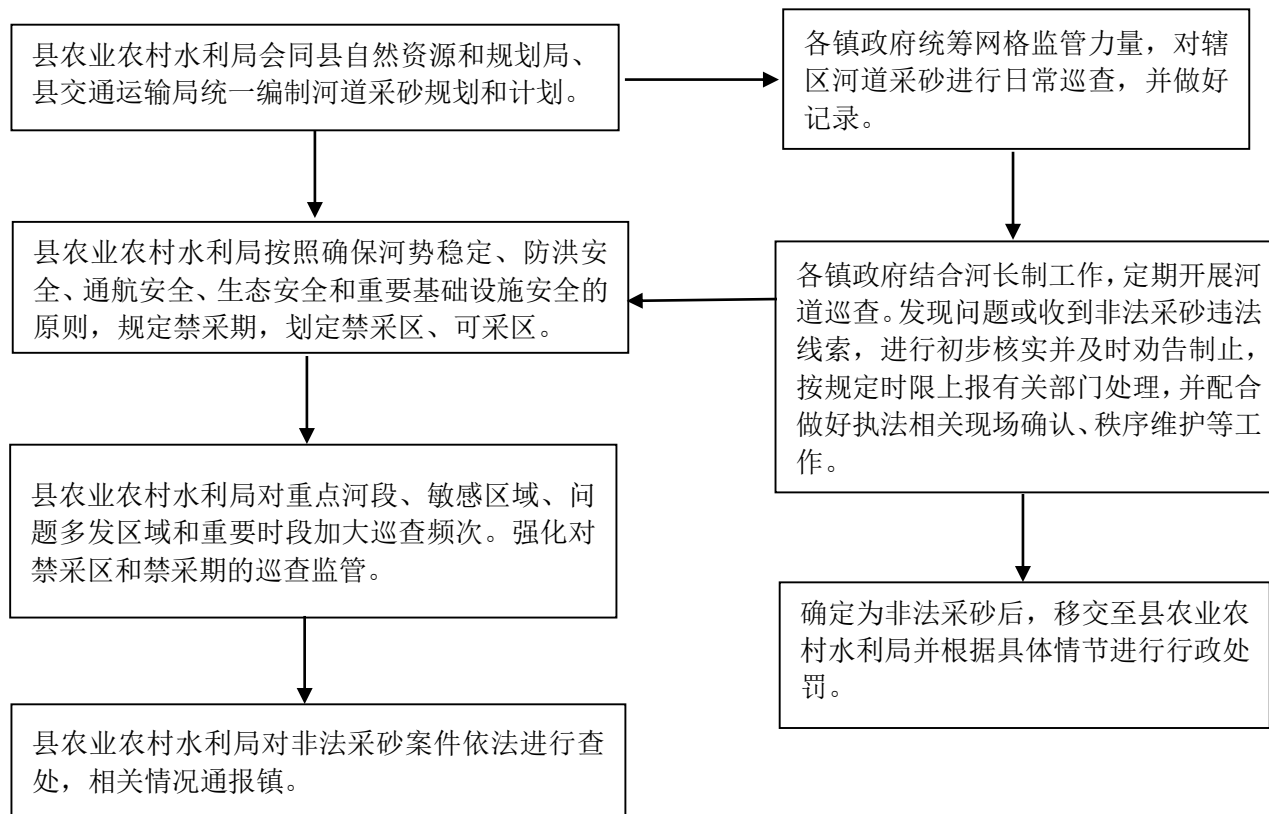 县农业农村水利局会同县自然资源和规划局、
县交通运输局统一编制河道采砂规划和计划。
各镇政府统筹网格监管力量，对辖
区河道采砂进行日常巡查，并做好
记录。
县农业农村水利局按照确保河势稳定、防洪安
全、通航安全、生态安全和重要基础设施安全的
原则，规定禁采期，划定禁采区、可采区。
各镇政府结合河长制工作，定期开展河
道巡查。发现问题或收到非法采砂违法
线索，进行初步核实并及时劝告制止，
按规定时限上报有关部门处理，并配合
做好执法相关现场确认、秩序维护等工
作。
县农业农村水利局对重点河段、敏感区域、问
题多发区域和重要时段加大巡查频次。强化对
禁采区和禁采期的巡查监管。
确定为非法采砂后，移交至县农业农
村水利局并根据具体情节进行行政处
罚。
县农业农村水利局对非法采砂案件依法进行查
处，相关情况通报镇。